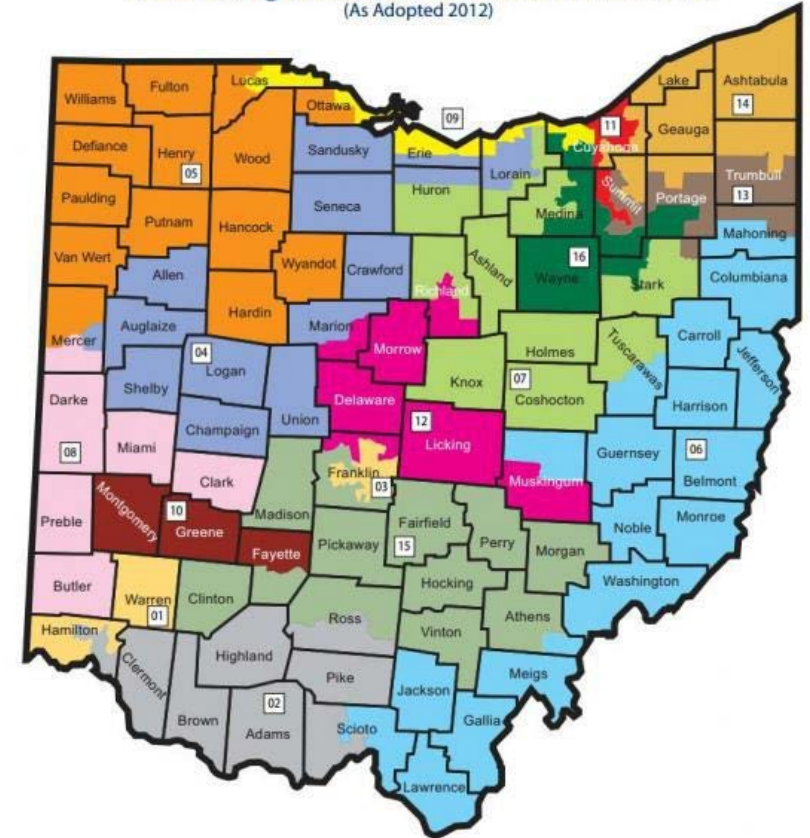 (As Adopted 2012)
Lake
Ashtabula
14
Lucas
Williams
Fulton
Ottawa
09
11
Geauga
Defiance
Henry
05
Wood
Sandusky
Erie
Cuyahoga
Lorain
Trumbull
13
Paulding
Huron
Summit
Portage
Seneca
Medina
Putnam
Hancock
Mahoning
Van Wert
Wyandot
Crawford
Ashland
16
Wayne
Allen
Columbiana
Richland
Stark
Hardin
Auglaize
Marion
Mercer
Carroll
Morrow
Holmes
Tuscarawas
Jefferson
04
Logan
Shelby
Knox
07
Coshocton
Darke
Delaware
Harrison
Union
12
Licking
Champaign
Miami
08
Guernsey
06
Belmont
Franklin
03
Clark
Muskingum
Montgomery
10
Greene
Madison
Preble
Fayette
Fairfield
15
Pickaway
Perry
Noble
Monroe
Morgan
Butler
Warren
01
Clinton
Hocking
Washington
Ross
Athens
Hamilton
Vinton
Highland
Clermont
Pike
Jackson
Meigs
Brown
02
Adams
Scioto
Gallia
Lawrence